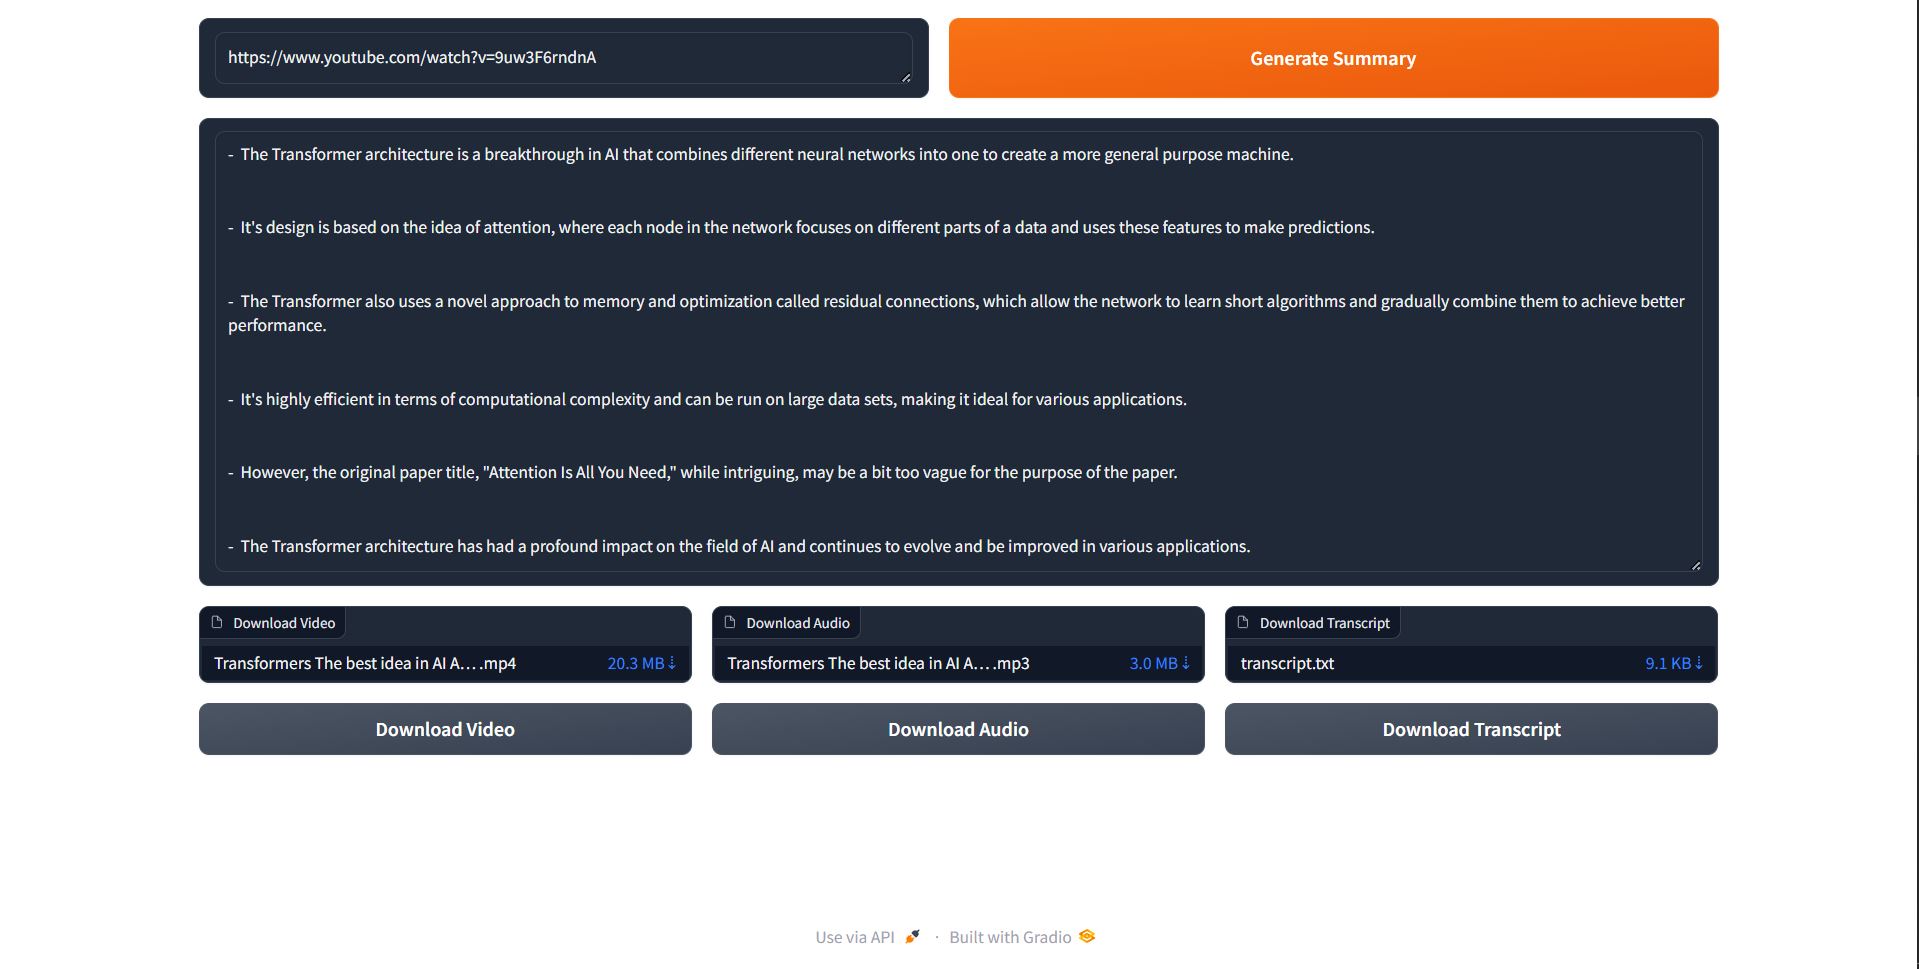 https://www.youtube.com/watch?v=9uw3F6rndnA
Generate Summary
- The Transformer architecture is a breakthrough in AI that combines different neural networks into one to create a more general purpose machine.
- It's design is based on the idea of attention, where each node in the network focuses on different parts of a data and uses these features to make predictions.
- The Transformer also uses a novel approach to memory and optimization called residual connections, which allow the network to learn short algorithms and gradually combine them to achieve better
performance.
- It's highly efficient in terms of computational complexity and can be run on large data sets, making it ideal for various applications.
- However, the original paper title, "Attention Is All You Need," while intriguing, may be a bit too vague for the purpose of the paper.
- The Transformer architecture has had a profound impact on the field of AI and continues to evolve and be improved in various applications.
Download Video
Transformers The best idea in AI A.... .mp4 20.3 MB ⇣
Download Audio
Transformers The best idea in AI A.... .mp3 3.0 MB ⇣
Download Transcript
transcript.txt 9.1 KB ⇣
Download Video
Download Audio
Download Transcript
Use via API · Built with Gradio